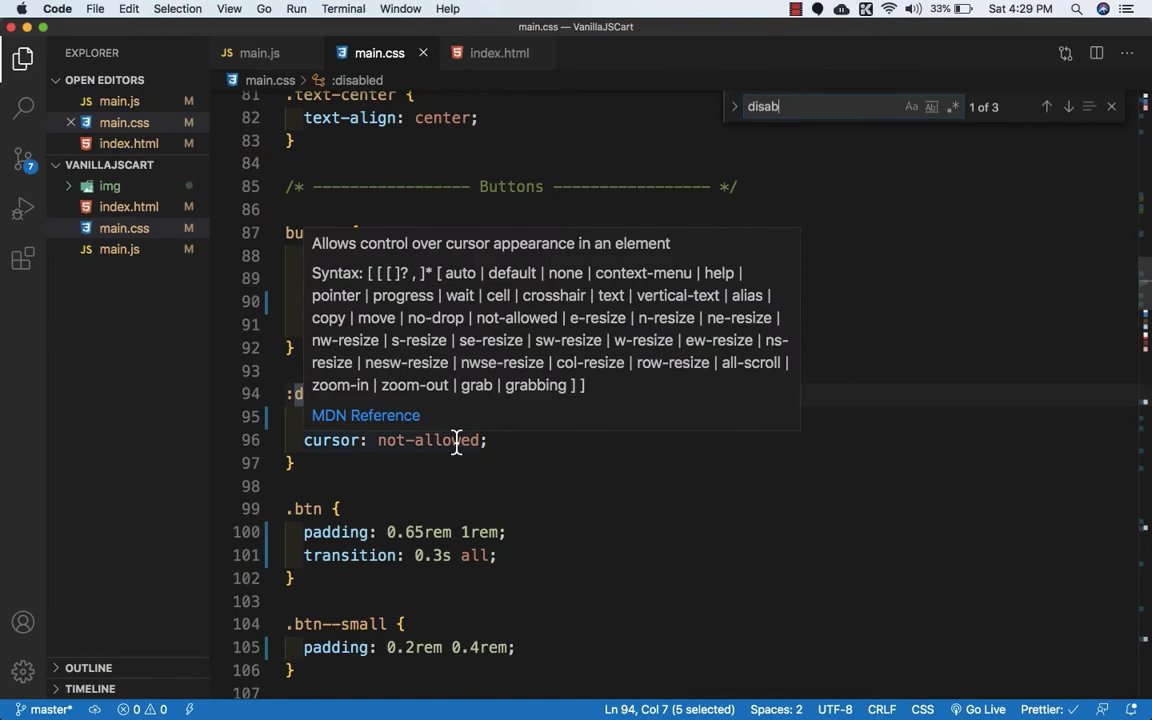 Code File Edit Selection View Go Run Terminal Window Help 33% Sat 4:29 PM
main.css — VanillaJSCart
EXPLORER
main.js
main.css
index.html
OPEN EDITORS
main.js M
main.css M
index.html M
VANILLAJSCART
img
index.html M
main.css M
main.js M
OUTLINE
TIMELINE
main.css > :disabled
disab
Aa Abl .* 1 of 3
81 .text-center {
82 text-align: center;
83 }
84
85 /* ----------------- Buttons ----------------- */
86
87 bu
88
89
90
91
92 }
93
94 :d
95
96 cursor: not-allowed;
97 }
98
99 .btn {
100 padding: 0.65rem 1rem;
101 transition: 0.3s all;
102 }
103
104 .btn--small {
105 padding: 0.2rem 0.4rem;
106 }
107
Allows control over cursor appearance in an element
Syntax: [ [ [ ]? , ]* [ auto | default | none | context-menu | help |
pointer | progress | wait | cell | crosshair | text | vertical-text | alias |
copy | move | no-drop | not-allowed | e-resize | n-resize | ne-resize |
nw-resize | s-resize | se-resize | sw-resize | w-resize | ew-resize | ns-
resize | nesw-resize | nwse-resize | col-resize | row-resize | all-scroll |
zoom-in | zoom-out | grab | grabbing ] ]
MDN Reference
7
master* 0 0 Ln 94, Col 7 (5 selected) Spaces: 2 UTF-8 CRLF CSS Go Live Prettier: ✓